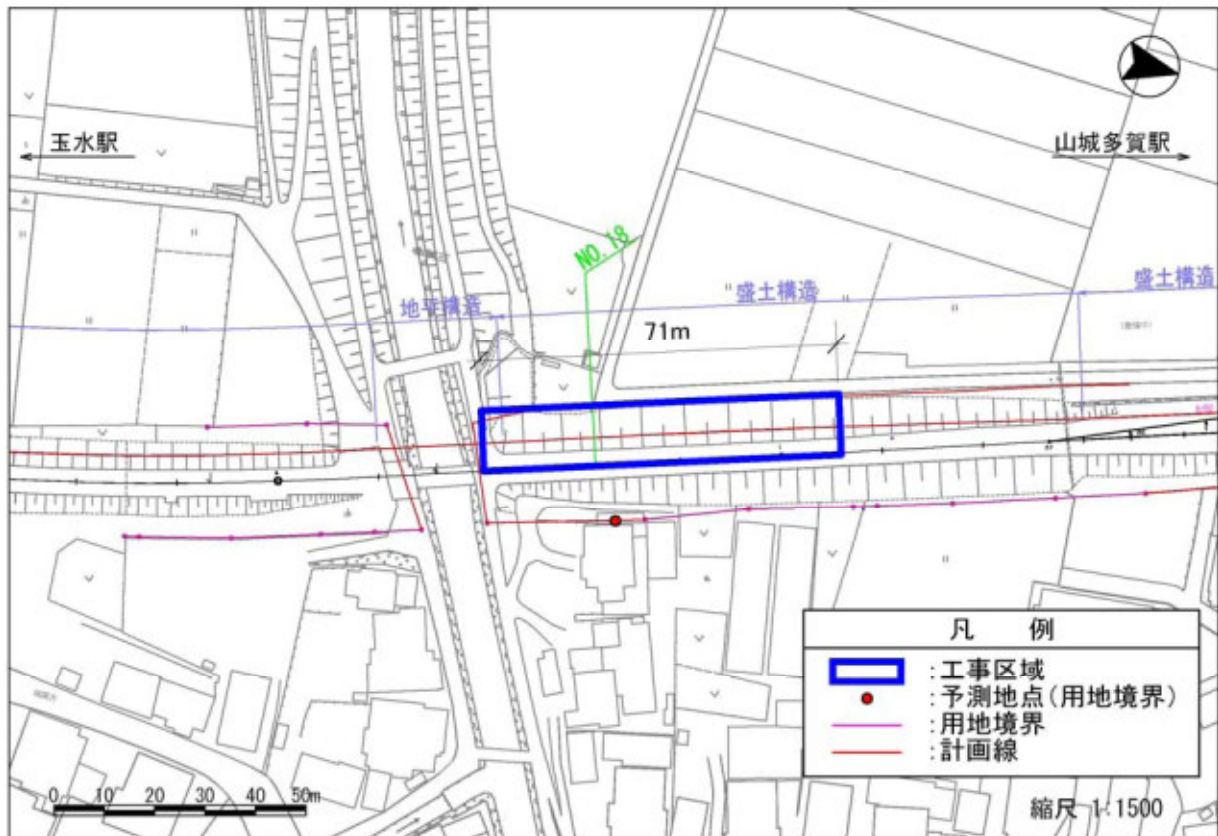 玉水駅
山城多賀駅
NO.18
地平構造
盛土構造
盛土構造
71m
凡 例
:工事区域
:予測地点(用地境界)
:用地境界
:計画線
0 10 20 30 40 50m
縮尺 1:1500